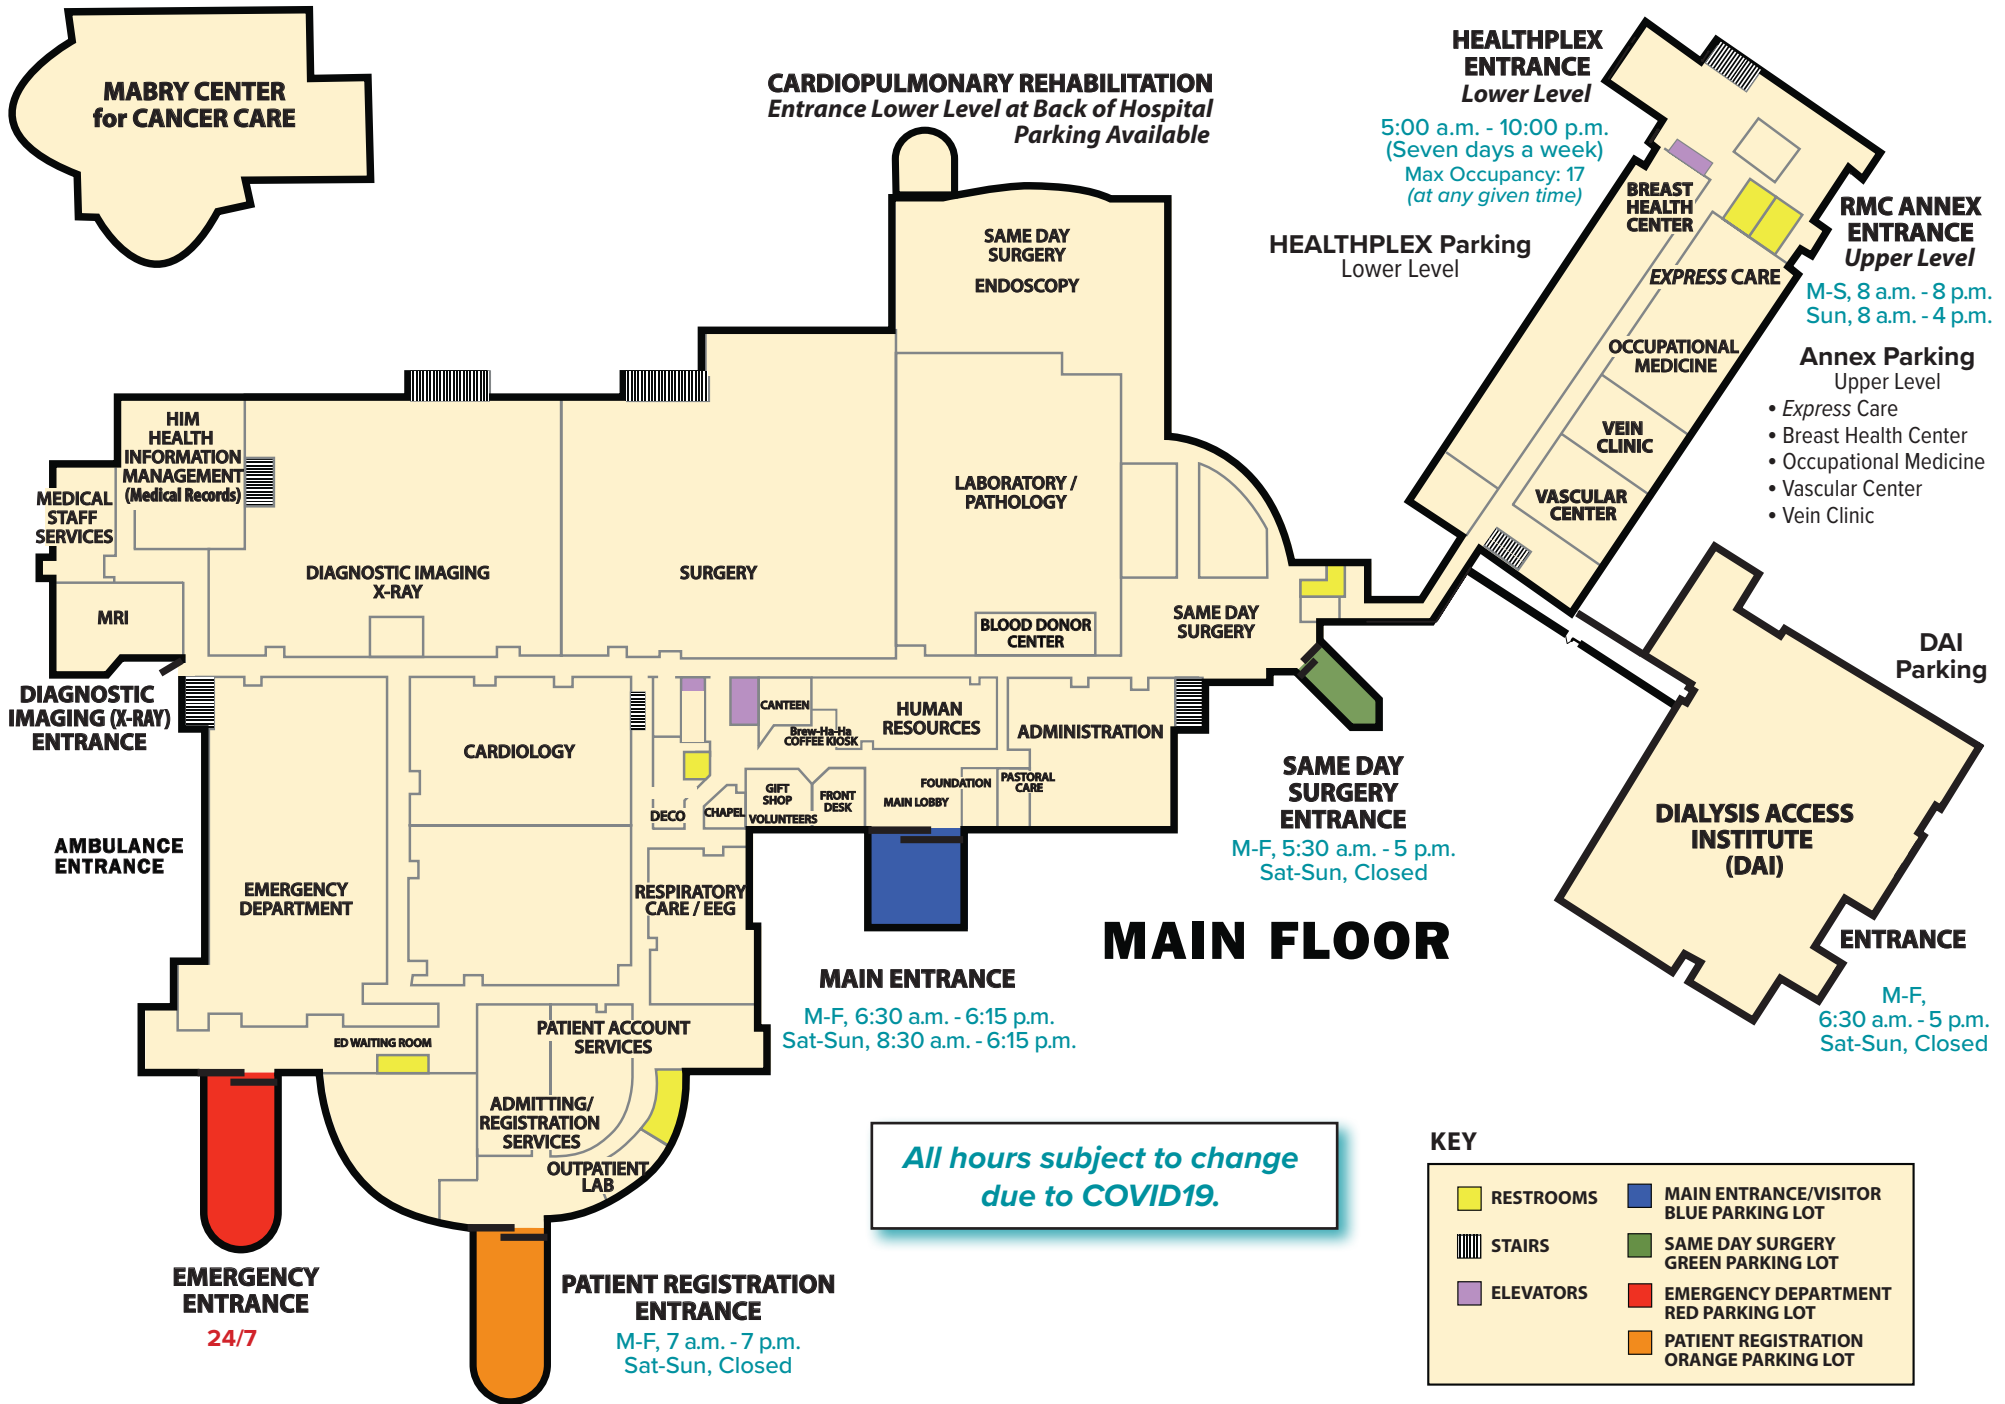 MABRY CENTER
for CANCER CARE
CARDIOPULMONARY REHABILITATION
Entrance Lower Level at Back of Hospital
Parking Available
HEALTHPLEX
ENTRANCE
Lower Level
5:00 a.m. - 10:00 p.m.
(Seven days a week)
Max Occupancy: 17
(at any given time)
HEALTHPLEX Parking
Lower Level
BREAST
HEALTH
CENTER
EXPRESS CARE
OCCUPATIONAL
MEDICINE
VEIN
CLINIC
VASCULAR
CENTER
RMC ANNEX
ENTRANCE
Upper Level
M-S, 8 a.m. - 8 p.m.
Sun, 8 a.m. - 4 p.m.
Annex Parking
Upper Level
• Express Care
• Breast Health Center
• Occupational Medicine
• Vascular Center
• Vein Clinic
SAME DAY
SURGERY
ENDOSCOPY
HIM
HEALTH
INFORMATION
MANAGEMENT
(Medical Records)
MEDICAL
STAFF
SERVICES
MRI
DIAGNOSTIC IMAGING
X-RAY
SURGERY
LABORATORY /
PATHOLOGY
BLOOD DONOR
CENTER
SAME DAY
SURGERY
DIAGNOSTIC
IMAGING (X-RAY)
ENTRANCE
CARDIOLOGY
CANTEEN
Brew-Ha-Ha
COFFEE KIOSK
HUMAN
RESOURCES
ADMINISTRATION
GIFT
SHOP
VOLUNTEERS
FRONT
DESK
MAIN LOBBY
FOUNDATION
PASTORAL
CARE
DECO
CHAPEL
AMBULANCE
ENTRANCE
EMERGENCY
DEPARTMENT
RESPIRATORY
CARE / EEG
SAME DAY
SURGERY
ENTRANCE
M-F, 5:30 a.m. - 5 p.m.
Sat-Sun, Closed
DAI
Parking
DIALYSIS ACCESS
INSTITUTE
(DAI)
ENTRANCE
M-F,
6:30 a.m. - 5 p.m.
Sat-Sun, Closed
MAIN FLOOR
MAIN ENTRANCE
M-F, 6:30 a.m. - 6:15 p.m.
Sat-Sun, 8:30 a.m. - 6:15 p.m.
ED WAITING ROOM
PATIENT ACCOUNT
SERVICES
ADMITTING/
REGISTRATION
SERVICES
OUTPATIENT
LAB
EMERGENCY
ENTRANCE
24/7
PATIENT REGISTRATION
ENTRANCE
M-F, 7 a.m. - 7 p.m.
Sat-Sun, Closed
All hours subject to change
due to COVID19.
KEY
RESTROOMS
STAIRS
ELEVATORS
MAIN ENTRANCE/VISITOR
BLUE PARKING LOT
SAME DAY SURGERY
GREEN PARKING LOT
EMERGENCY DEPARTMENT
RED PARKING LOT
PATIENT REGISTRATION
ORANGE PARKING LOT